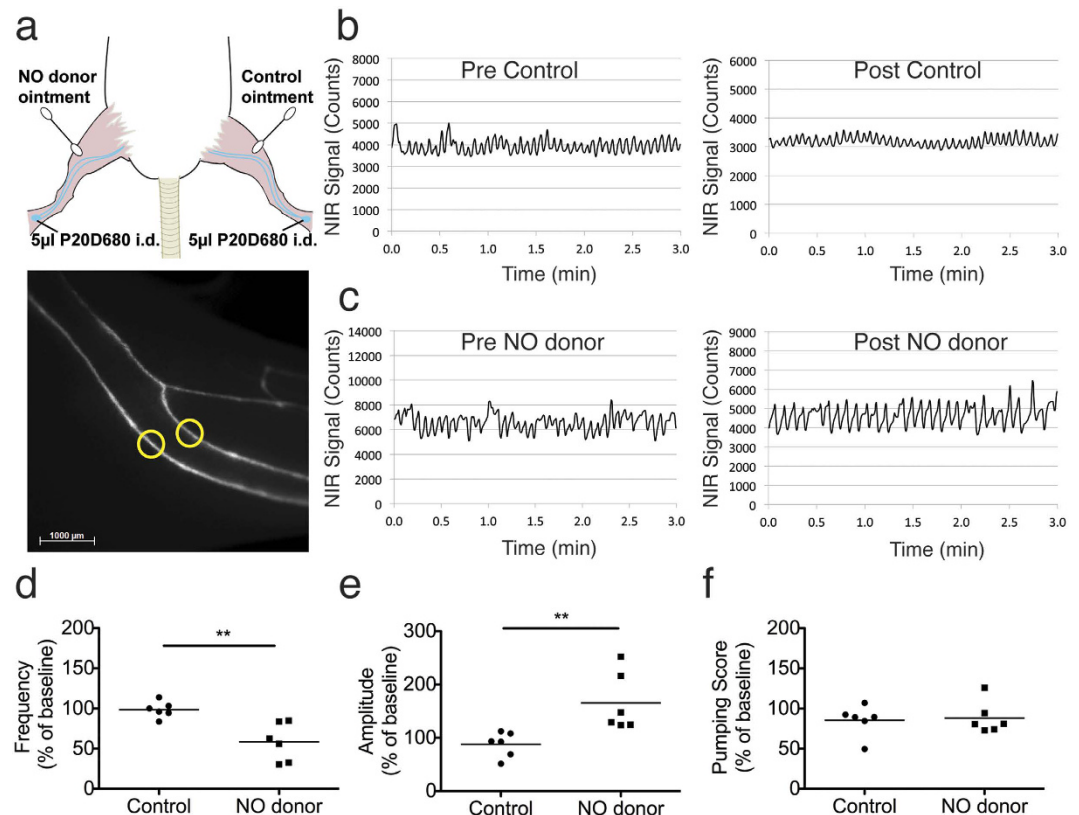 a
NO donor
ointment
Control
ointment
5µl P20D680 i.d.
5µl P20D680 i.d.
1000 µm
b
Pre Control
NIR Signal (Counts)
8000
7000
6000
5000
4000
3000
2000
1000
0
0.0 0.5 1.0 1.5 2.0 2.5 3.0
Time (min)
Post Control
NIR Signal (Counts)
6000
5000
4000
3000
2000
1000
0
0.0 0.5 1.0 1.5 2.0 2.5 3.0
Time (min)
c
Pre NO donor
NIR Signal (Counts)
14000
12000
10000
8000
6000
4000
2000
0
0.0 0.5 1.0 1.5 2.0 2.5 3.0
Time (min)
Post NO donor
NIR Signal (Counts)
9000
8000
7000
6000
5000
4000
3000
2000
1000
0
0.0 0.5 1.0 1.5 2.0 2.5 3.0
Time (min)
d
Frequency
(% of baseline)
200
150
100
50
0
**
Control NO donor
e
Amplitude
(% of baseline)
300
200
100
0
**
Control NO donor
f
Pumping Score
(% of baseline)
200
150
100
50
0
Control NO donor